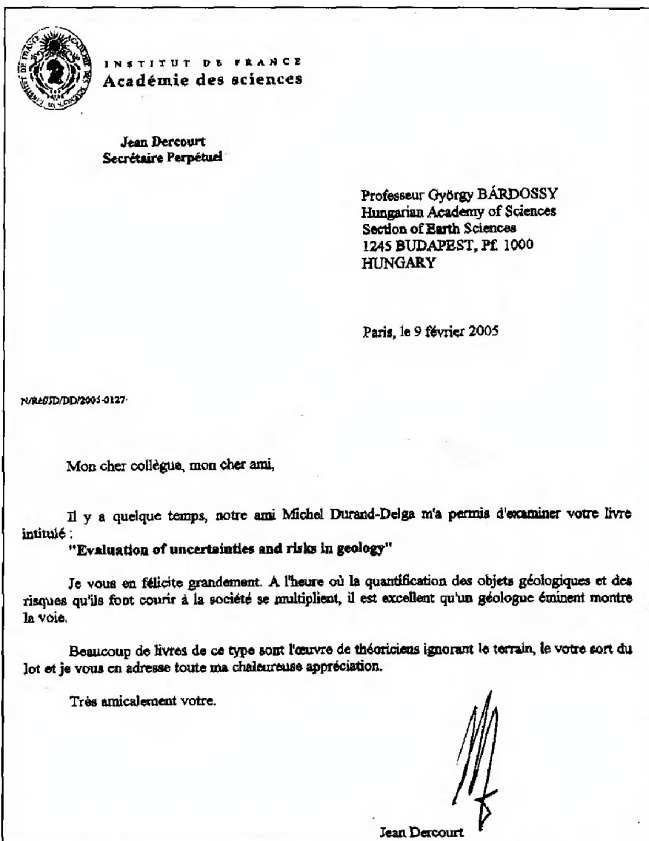 INSTITUT DE FRANCE
Académie des sciences
Jean Dercourt
Secrétaire Perpétuel
Professeur György BÁRDOSSY
Hungarian Academy of Sciences
Section of Earth Sciences
1245 BUDAPEST, Pf. 1000
HUNGARY
Paris, le 9 février 2005
N/Réf/JD/DD/2005-0127
Mon cher collègue, mon cher ami,
Il y a quelque temps, notre ami Michel Durand-Delga m'a permis d'examiner votre livre
intitulé :
"Evaluation of uncertainties and risks in geology"
Je vous en félicite grandement. A l'heure où la quantification des objets géologiques et des
risques qu'ils font courir à la société se multiplient, il est excellent qu'un géologue éminent montre
la voie.
Beaucoup de livres de ce type sont l'œuvre de théoriciens ignorant le terrain, le votre sort du
lot et je vous en adresse toute ma chaleureuse appréciation.
Très amicalement votre.
Jean Dercourt